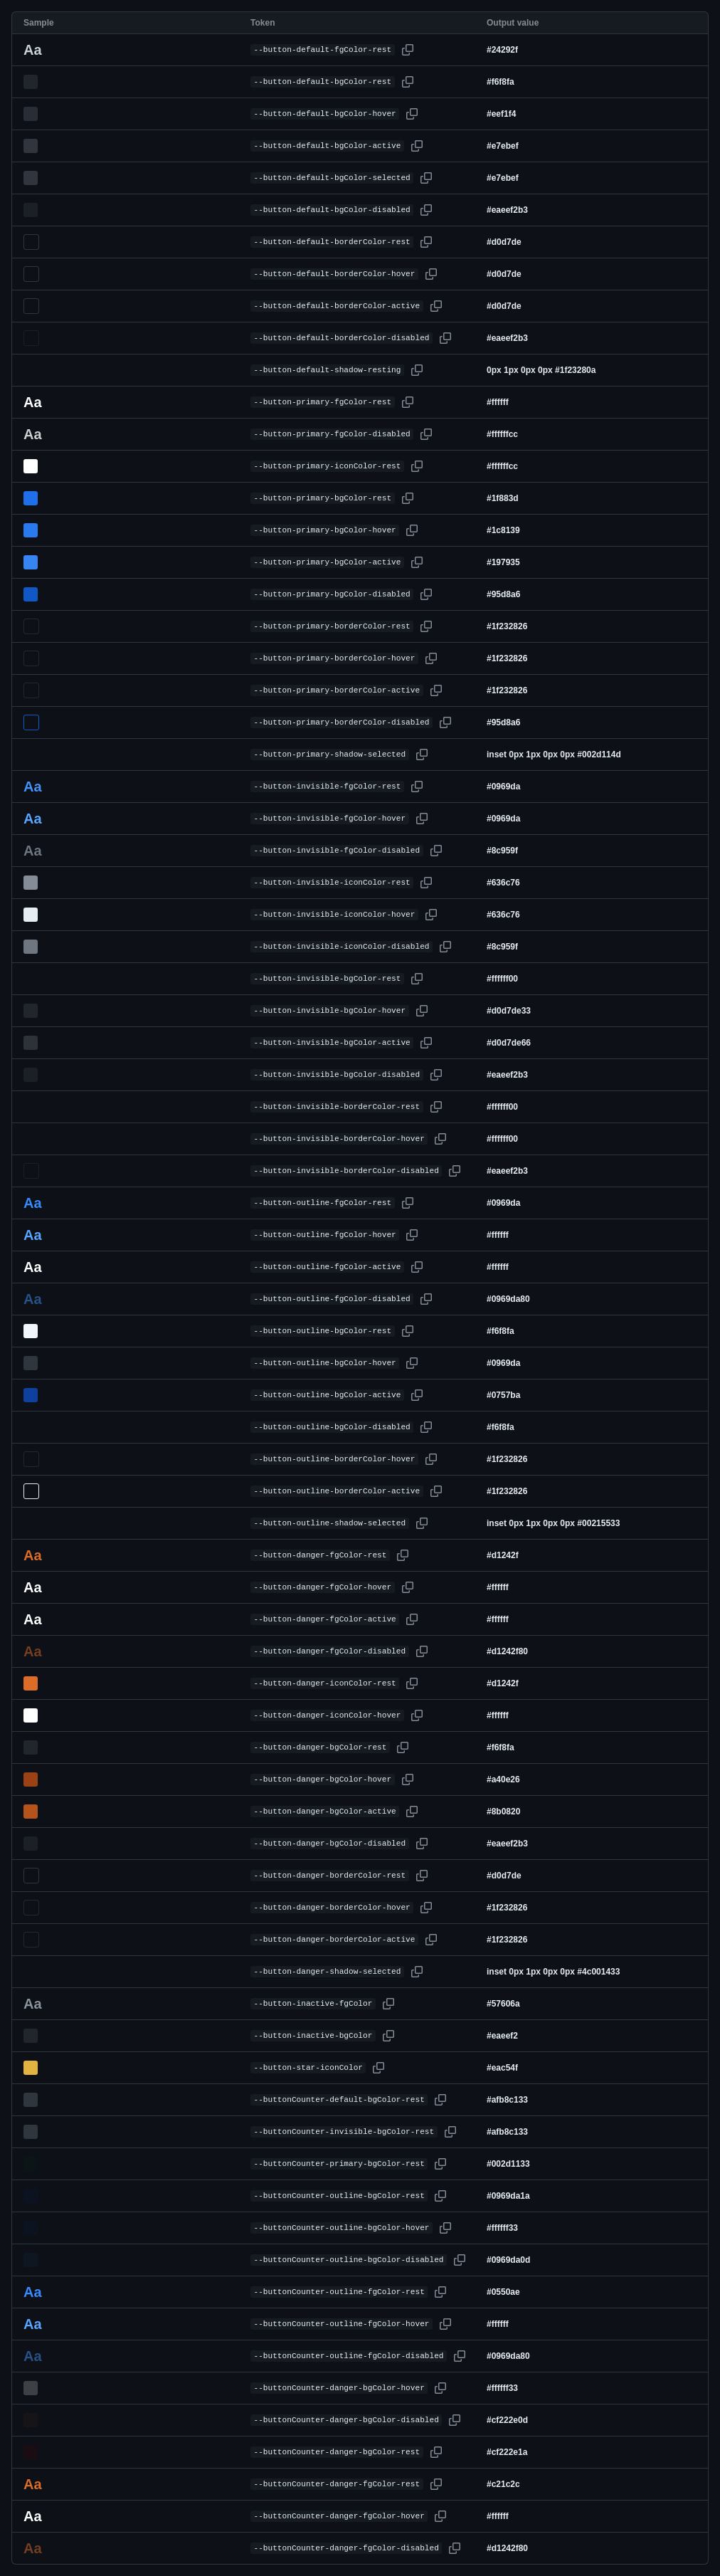 Sample Token Output value
Aa --button-default-fgColor-rest #24292f
--button-default-bgColor-rest #f6f8fa
--button-default-bgColor-hover #eef1f4
--button-default-bgColor-active #e7ebef
--button-default-bgColor-selected #e7ebef
--button-default-bgColor-disabled #eaeef2b3
--button-default-borderColor-rest #d0d7de
--button-default-borderColor-hover #d0d7de
--button-default-borderColor-active #d0d7de
--button-default-borderColor-disabled #eaeef2b3
--button-default-shadow-resting 0px 1px 0px 0px #1f23280a
Aa --button-primary-fgColor-rest #ffffff
Aa --button-primary-fgColor-disabled #ffffffcc
--button-primary-iconColor-rest #ffffffcc
--button-primary-bgColor-rest #1f883d
--button-primary-bgColor-hover #1c8139
--button-primary-bgColor-active #197935
--button-primary-bgColor-disabled #95d8a6
--button-primary-borderColor-rest #1f232826
--button-primary-borderColor-hover #1f232826
--button-primary-borderColor-active #1f232826
--button-primary-borderColor-disabled #95d8a6
--button-primary-shadow-selected inset 0px 1px 0px 0px #002d114d
Aa --button-invisible-fgColor-rest #0969da
Aa --button-invisible-fgColor-hover #0969da
Aa --button-invisible-fgColor-disabled #8c959f
--button-invisible-iconColor-rest #636c76
--button-invisible-iconColor-hover #636c76
--button-invisible-iconColor-disabled #8c959f
--button-invisible-bgColor-rest #ffffff00
--button-invisible-bgColor-hover #d0d7de33
--button-invisible-bgColor-active #d0d7de66
--button-invisible-bgColor-disabled #eaeef2b3
--button-invisible-borderColor-rest #ffffff00
--button-invisible-borderColor-hover #ffffff00
--button-invisible-borderColor-disabled #eaeef2b3
Aa --button-outline-fgColor-rest #0969da
Aa --button-outline-fgColor-hover #ffffff
Aa --button-outline-fgColor-active #ffffff
Aa --button-outline-fgColor-disabled #0969da80
--button-outline-bgColor-rest #f6f8fa
--button-outline-bgColor-hover #0969da
--button-outline-bgColor-active #0757ba
--button-outline-bgColor-disabled #f6f8fa
--button-outline-borderColor-hover #1f232826
--button-outline-borderColor-active #1f232826
--button-outline-shadow-selected inset 0px 1px 0px 0px #00215533
Aa --button-danger-fgColor-rest #d1242f
Aa --button-danger-fgColor-hover #ffffff
Aa --button-danger-fgColor-active #ffffff
Aa --button-danger-fgColor-disabled #d1242f80
--button-danger-iconColor-rest #d1242f
--button-danger-iconColor-hover #ffffff
--button-danger-bgColor-rest #f6f8fa
--button-danger-bgColor-hover #a40e26
--button-danger-bgColor-active #8b0820
--button-danger-bgColor-disabled #eaeef2b3
--button-danger-borderColor-rest #d0d7de
--button-danger-borderColor-hover #1f232826
--button-danger-borderColor-active #1f232826
--button-danger-shadow-selected inset 0px 1px 0px 0px #4c001433
Aa --button-inactive-fgColor #57606a
--button-inactive-bgColor #eaeef2
--button-star-iconColor #eac54f
--buttonCounter-default-bgColor-rest #afb8c133
--buttonCounter-invisible-bgColor-rest #afb8c133
--buttonCounter-primary-bgColor-rest #002d1133
--buttonCounter-outline-bgColor-rest #0969da1a
--buttonCounter-outline-bgColor-hover #ffffff33
--buttonCounter-outline-bgColor-disabled #0969da0d
Aa --buttonCounter-outline-fgColor-rest #0550ae
Aa --buttonCounter-outline-fgColor-hover #ffffff
Aa --buttonCounter-outline-fgColor-disabled #0969da80
--buttonCounter-danger-bgColor-hover #ffffff33
--buttonCounter-danger-bgColor-disabled #cf222e0d
--buttonCounter-danger-bgColor-rest #cf222e1a
Aa --buttonCounter-danger-fgColor-rest #c21c2c
Aa --buttonCounter-danger-fgColor-hover #ffffff
Aa --buttonCounter-danger-fgColor-disabled #d1242f80